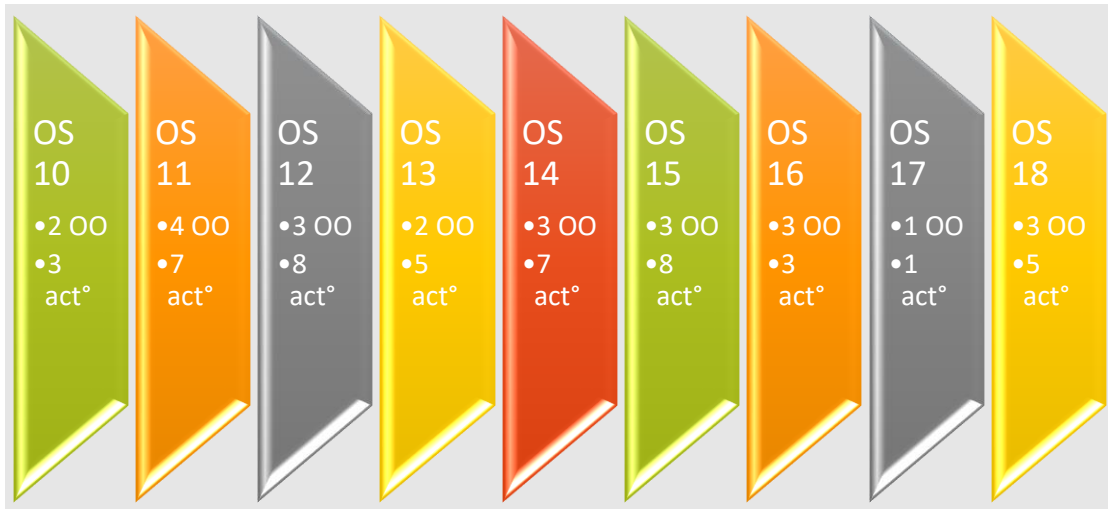 OS
10
•2 OO
•3
act°
OS
11
•4 OO
•7
act°
OS
12
•3 OO
•8
act°
OS
13
•2 OO
•5
act°
OS
14
•3 OO
•7
act°
OS
15
•3 OO
•8
act°
OS
16
•3 OO
•3
act°
OS
17
•1 OO
•1
act°
OS
18
•3 OO
•5
act°